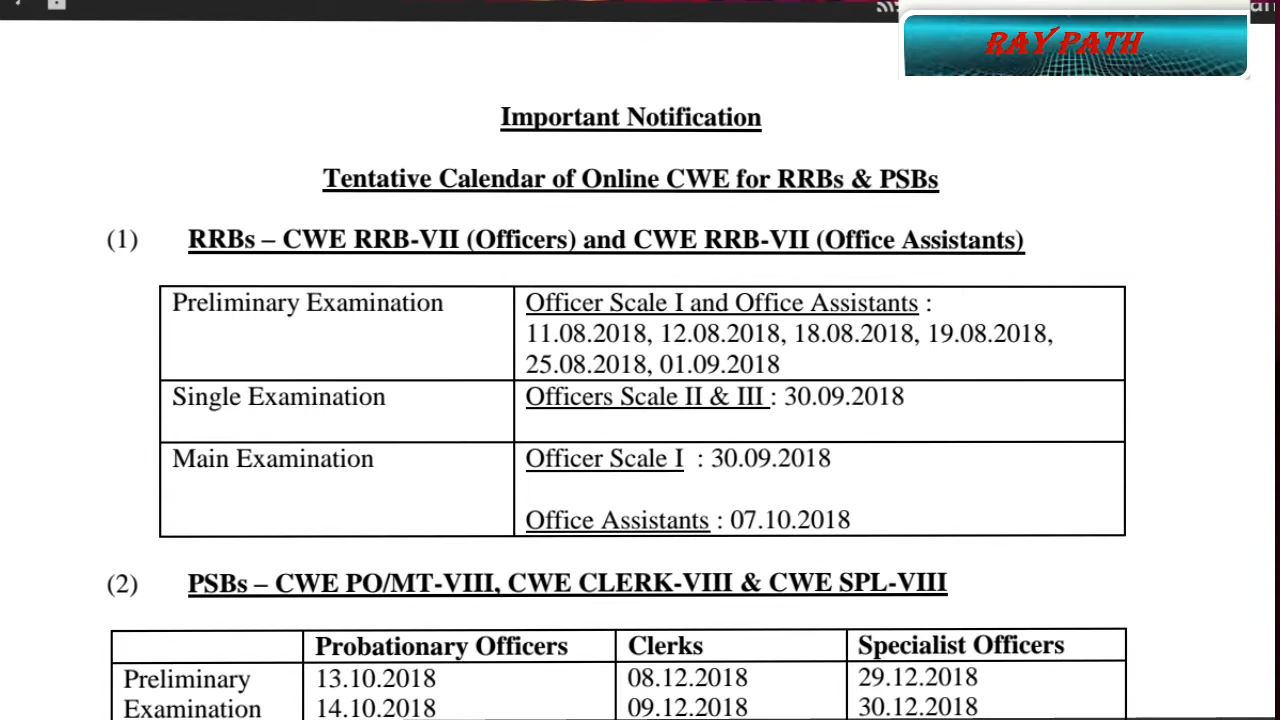 RAY PATH
Important Notification
Tentative Calendar of Online CWE for RRBs & PSBs
(1) RRBs – CWE RRB-VII (Officers) and CWE RRB-VII (Office Assistants)
Preliminary Examination Officer Scale I and Office Assistants :
11.08.2018, 12.08.2018, 18.08.2018, 19.08.2018,
25.08.2018, 01.09.2018
Single Examination Officers Scale II & III : 30.09.2018
Main Examination Officer Scale I : 30.09.2018
Office Assistants : 07.10.2018
(2) PSBs – CWE PO/MT-VIII, CWE CLERK-VIII & CWE SPL-VIII
Probationary Officers Clerks Specialist Officers
Preliminary 13.10.2018 08.12.2018 29.12.2018
Examination 14.10.2018 09.12.2018 30.12.2018